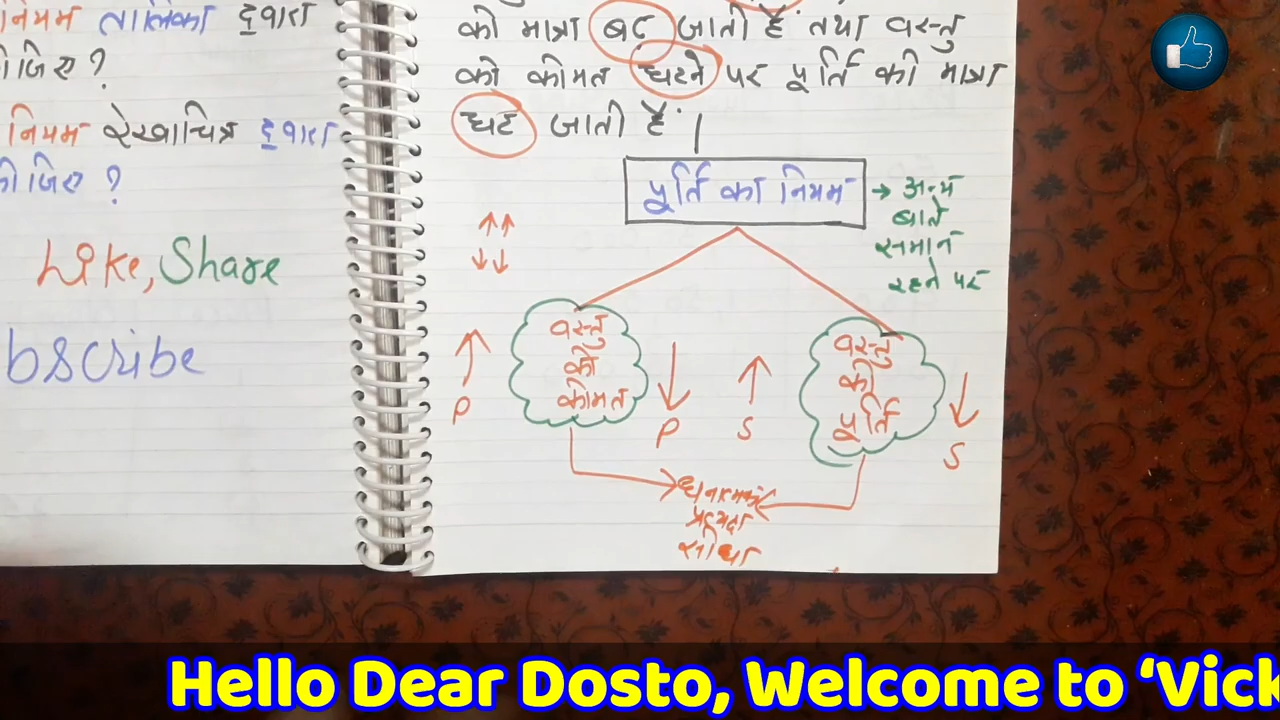 नियम तालिका द्वारा
कीजिए ?
नियम रेखाचित्र द्वारा
कीजिए ?
Like, Share
bscribe
की मात्रा बढ़ जाती हैं तथा वस्तु
की कीमत घटने पर पूर्ति की मात्रा
घट जाती हैं ।
पूर्ति का नियम → अन्य
बातें
समान
रहने पर
↑↑
↓↓
वस्तु
की
कीमत
↑
P
↓
P
वस्तु
की
पूर्ति
↑
S
↓
S
धनात्मक
प्रत्यक्ष
सीधा
Hello Dear Dosto, Welcome to ‘Vick